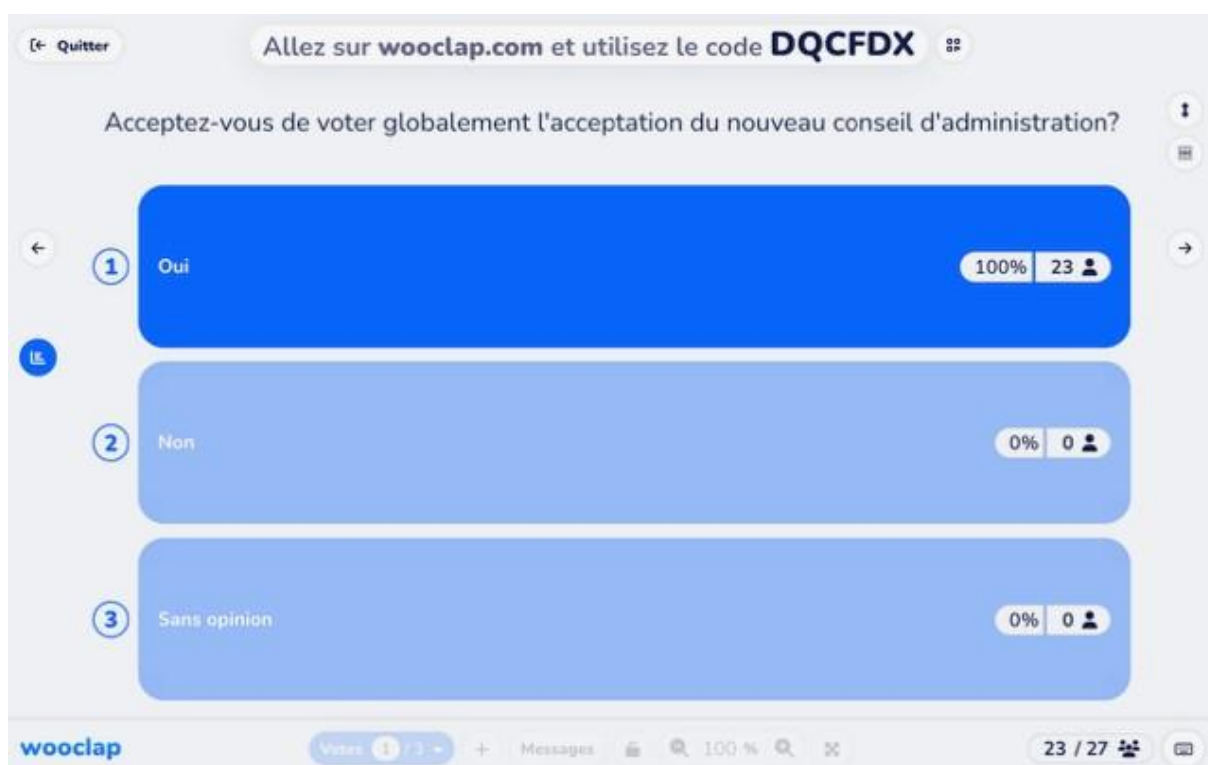 Quitter
Allez sur wooclap.com et utilisez le code DQCFDX
Acceptez-vous de voter globalement l'acceptation du nouveau conseil d'administration?
1 Oui 100% 23
2 Non 0% 0
3 Sans opinion 0% 0
wooclap Votes 1 + Messages 100 % 23 / 27